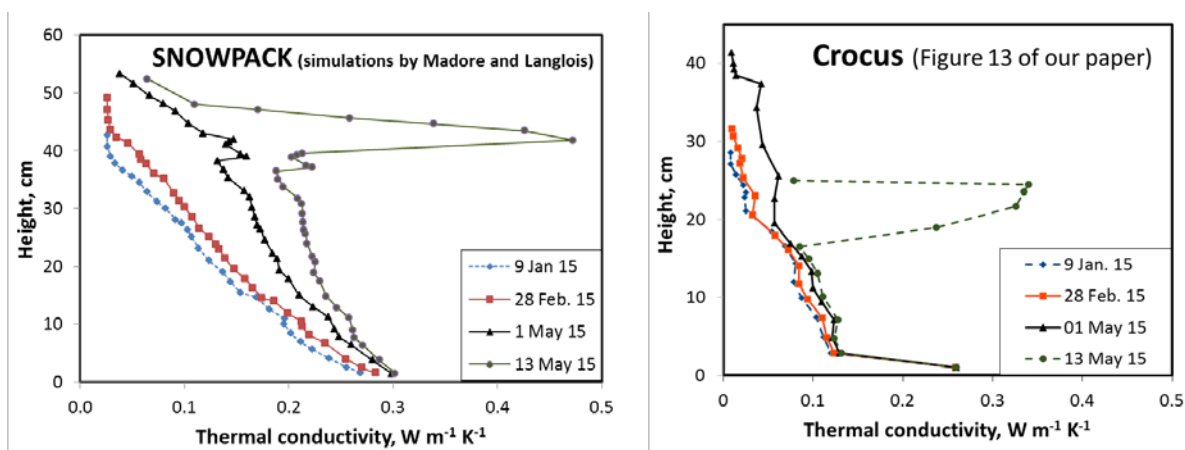 SNOWPACK (simulations by Madore and Langlois)
60
50
40
30
20
10
0
Height, cm
0.0
0.1
0.2
0.3
0.4
0.5
Thermal conductivity, W m⁻¹ K⁻¹
9 Jan 15
28 Feb. 15
1 May 15
13 May 15
Crocus (Figure 13 of our paper)
40
30
20
10
0
Height, cm
0
0.1
0.2
0.3
0.4
0.5
Thermal conductivity, W m⁻¹ K⁻¹
9 Jan. 15
28 Feb. 15
01 May 15
13 May 15